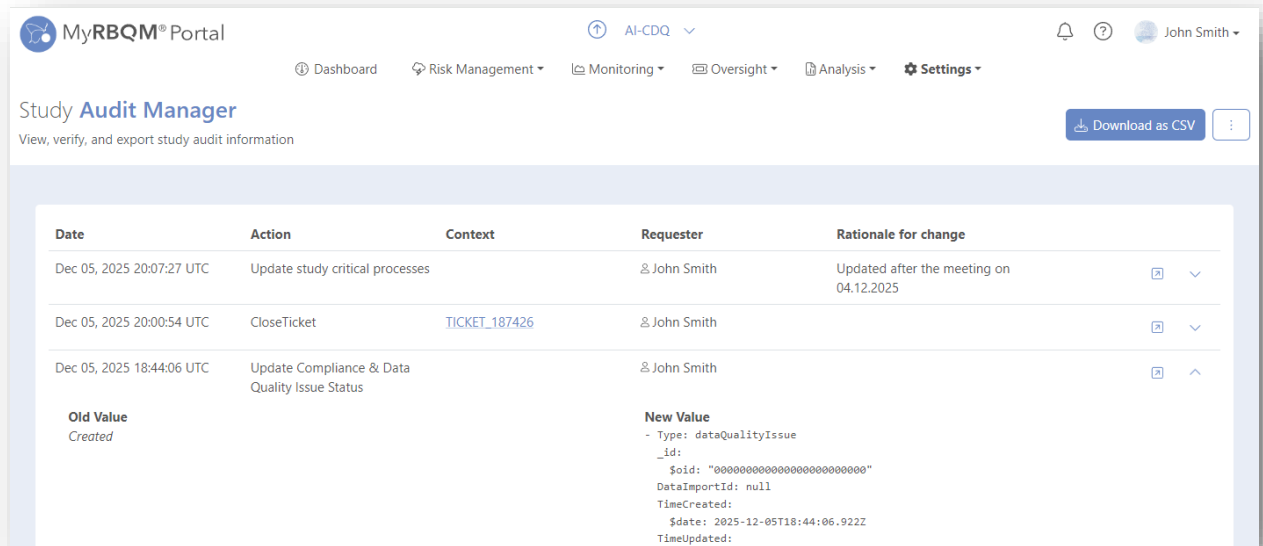 MyRBQM® Portal
AI-CDQ
John Smith
Dashboard Risk Management Monitoring Oversight Analysis Settings
Study Audit Manager
View, verify, and export study audit information
Download as CSV
Date Action Context Requester Rationale for change
Dec 05, 2025 20:07:27 UTC Update study critical processes John Smith Updated after the meeting on
04.12.2025
Dec 05, 2025 20:00:54 UTC CloseTicket TICKET_187426 John Smith
Dec 05, 2025 18:44:06 UTC Update Compliance & Data John Smith
Quality Issue Status
Old Value New Value
Created
- Type: dataQualityIssue
_id:
$oid: "000000000000000000000000"
DataImportId: null
TimeCreated:
$date: 2025-12-05T18:44:06.922Z
TimeUpdated: